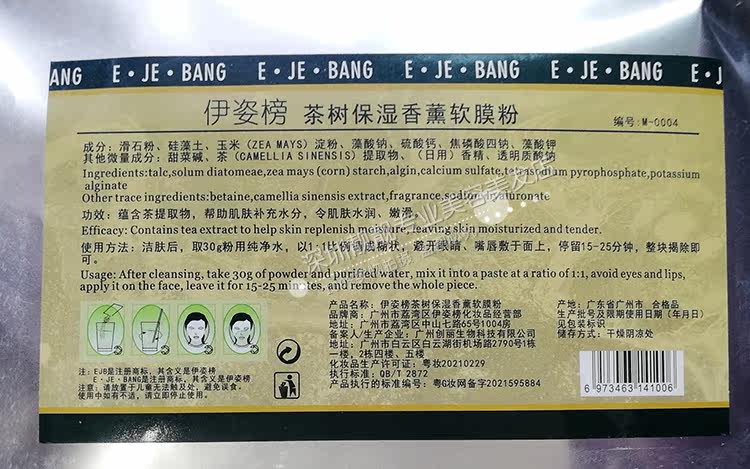 ANG E·JE·BANG E·JE·BANG E·JE·BANG E·JE·BANG E·J
伊姿榜 茶树保湿香薰软膜粉
编号:M-0004
成分:滑石粉、硅藻土、玉米(ZEA MAYS)淀粉、藻酸钠、硫酸钙、焦磷酸四钠、藻酸钾
其他微量成分:甜菜碱、茶(CAMELLIA SINENSIS)提取物、(日用)香精、透明质酸钠
Ingredients:talc,solum diatomeae,zea mays (corn) starch,algin,calcium sulfate,tetrasodium pyrophosphate,potassium
alginate
Other trace ingredients:betaine,camellia sinensis extract,fragrance,sodium hyaluronate
功效:蕴含茶提取物,帮助肌肤补充水分,令肌肤水润、嫩滑
Efficacy: Contains tea extract to help skin replenish moisture, leaving skin moisturized and tender.
使用方法:洁肤后,取30g粉用纯净水,以1:1比例调成糊状,避开眼睛、嘴唇敷于面上,停留15-25分钟,整块揭除即
可。
Usage: After cleansing, take 30g of powder and purified water, mix it into a paste at a ratio of 1:1, avoid eyes and lips,
apply it on the face, leave it for 15-25 minutes, and remove the whole piece.
产品名称:伊姿榜茶树保湿香薰软膜粉
品牌商:广州市荔湾区伊姿榜化妆品经营部
地址:广州市荔湾区中山七路65号1004房
备案人/生产企业:广州创丽生物科技有限公司
地址:广州市白云区白云湖街机场路2790号1栋
一楼,2栋四楼、五楼
化妆品生产许可证:粤妆20210229
执行标准:QB/T 2872
产品执行的标准编号:粤G妆网备字2021595884
产地:广东省广州市 合格品
生产批号及限期使用日期(年月日)
见包装标识
储存方式:干燥阴凉处
注:EJB是注册商标,其含义是伊姿榜
E·JE·BANG是注册商标,其含义是伊姿榜
注意:请放置于儿童无法触及处,避免误食。
使用中如有不适,请立即停止使用。
6 973463 141006